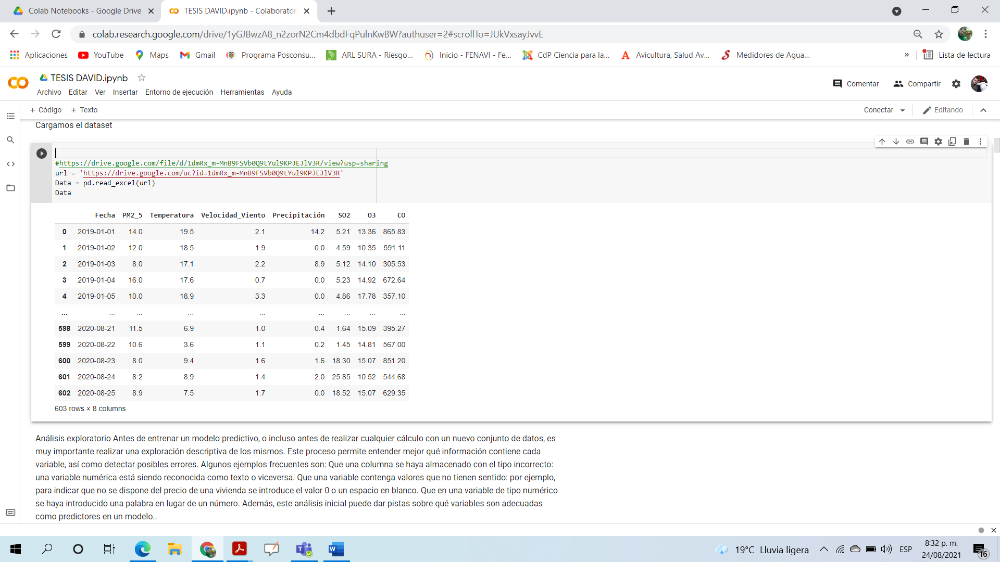 Colab Notebooks - Google Drive
TESIS DAVID.ipynb - Colaborator
colab.research.google.com/drive/1yGJBwzA8_n2zorN2Cm4dbdFqPulnKwBW?authuser=2#scrollTo=JUkVxsayJvvE
Aplicaciones YouTube Maps Gmail Programa Posconsu... ARL SURA - Riesgo... Inicio - FENAVI - Fe... CdP Ciencia para la... Avicultura, Salud Av... Medidores de Agua... » Lista de lectura
TESIS DAVID.ipynb
Comentar Compartir
Archivo Editar Ver Insertar Entorno de ejecución Herramientas Ayuda
+ Código + Texto Conectar Editando
Cargamos el dataset
#https://drive.google.com/file/d/1dmRx_m-MnB9FSVb0Q9LYul9KPJEJlV3R/view?usp=sharing
url = 'https://drive.google.com/uc?id=1dmRx_m-MnB9FSVb0Q9LYul9KPJEJlV3R'
Data = pd.read_excel(url)
Data
Fecha PM2_5 Temperatura Velocidad_Viento Precipitación SO2 O3 CO
0 2019-01-01 14.0 19.5 2.1 14.2 5.21 13.36 865.83
1 2019-01-02 12.0 18.5 1.9 0.0 4.59 10.35 591.11
2 2019-01-03 8.0 17.1 2.2 8.9 5.12 14.10 305.53
3 2019-01-04 16.0 17.6 0.7 0.0 5.23 14.92 672.64
4 2019-01-05 10.0 18.9 3.3 0.0 4.86 17.78 357.10
... ... ... ... ... ... ... ... ...
598 2020-08-21 11.5 6.9 1.0 0.4 1.64 15.09 395.27
599 2020-08-22 10.6 3.6 1.1 0.2 1.45 14.81 567.00
600 2020-08-23 8.0 9.4 1.6 1.6 18.30 15.07 851.20
601 2020-08-24 8.2 8.9 1.4 2.0 25.85 10.52 544.68
602 2020-08-25 8.9 7.5 1.7 0.0 18.52 15.07 629.35
603 rows × 8 columns
Análisis exploratorio Antes de entrenar un modelo predictivo, o incluso antes de realizar cualquier cálculo con un nuevo conjunto de datos, es
muy importante realizar una exploración descriptiva de los mismos. Este proceso permite entender mejor qué información contiene cada
variable, así como detectar posibles errores. Algunos ejemplos frecuentes son: Que una columna se haya almacenado con el tipo incorrecto:
una variable numérica está siendo reconocida como texto o viceversa. Que una variable contenga valores que no tienen sentido: por ejemplo,
para indicar que no se dispone del precio de una vivienda se introduce el valor 0 o un espacio en blanco. Que en una variable de tipo numérico
se haya introducido una palabra en lugar de un número. Además, este análisis inicial puede dar pistas sobre qué variables son adecuadas
como predictores en un modelo..
19°C Lluvia ligera ESP
8:32 p. m.
24/08/2021
16